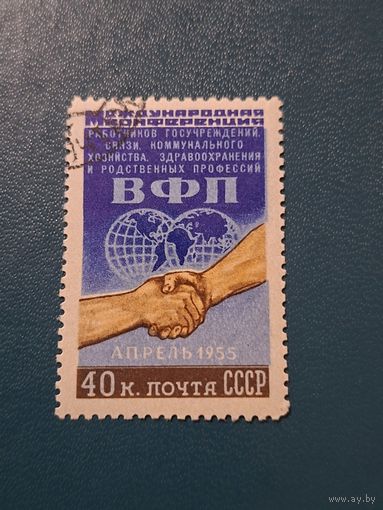 МЕЖДУНАРОДНАЯ
КОНФЕРЕНЦИЯ
РАБОТНИКОВ ГОСУЧРЕЖДЕНИЙ,
СВЯЗИ, КОММУНАЛЬНОГО
ХОЗЯЙСТВА, ЗДРАВООХРАНЕНИЯ
И РОДСТВЕННЫХ ПРОФЕССИЙ
ВФП
АПРЕЛЬ 1955
40 к. ПОЧТА СССР
www.ay.by